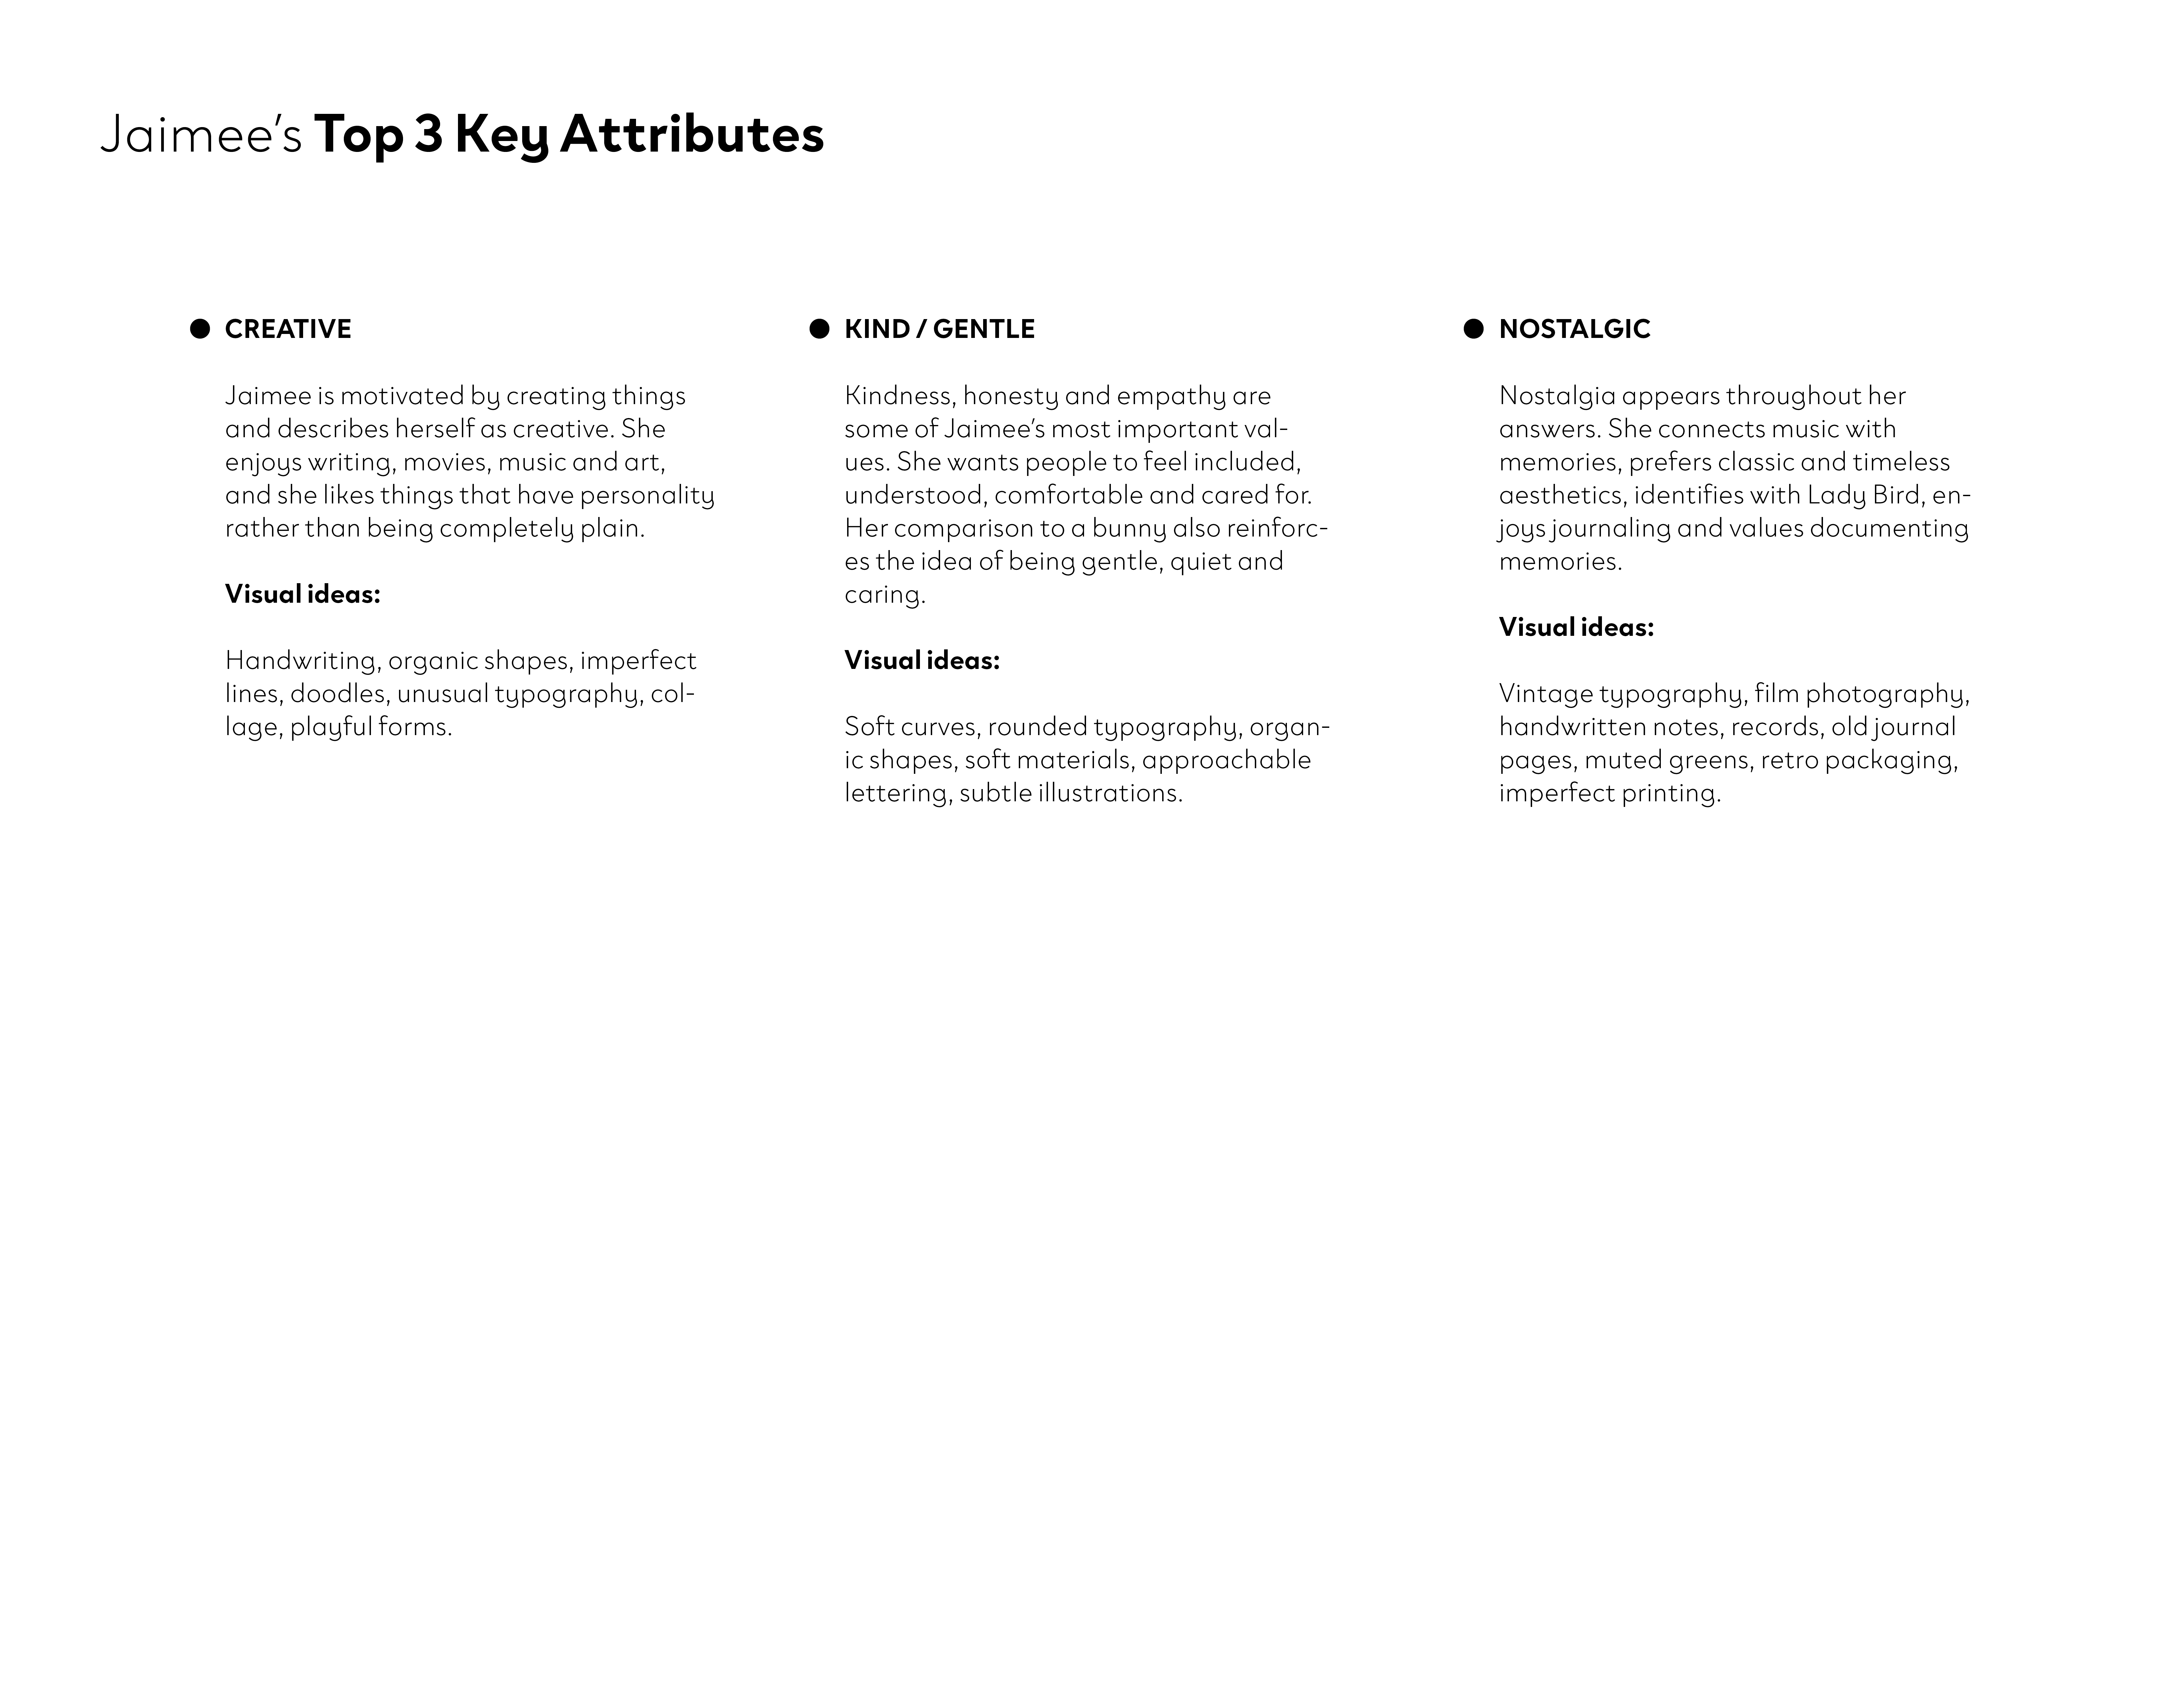 Jaimee’s Top 3 Key Attributes
CREATIVE
Jaimee is motivated by creating things
and describes herself as creative. She
enjoys writing, movies, music and art,
and she likes things that have personality
rather than being completely plain.
Visual ideas:
Handwriting, organic shapes, imperfect
lines, doodles, unusual typography, col-
lage, playful forms.
KIND / GENTLE
Kindness, honesty and empathy are
some of Jaimee’s most important val-
ues. She wants people to feel included,
understood, comfortable and cared for.
Her comparison to a bunny also reinforc-
es the idea of being gentle, quiet and
caring.
Visual ideas:
Soft curves, rounded typography, organ-
ic shapes, soft materials, approachable
lettering, subtle illustrations.
NOSTALGIC
Nostalgia appears throughout her
answers. She connects music with
memories, prefers classic and timeless
aesthetics, identifies with Lady Bird, en-
joys journaling and values documenting
memories.
Visual ideas:
Vintage typography, film photography,
handwritten notes, records, old journal
pages, muted greens, retro packaging,
imperfect printing.